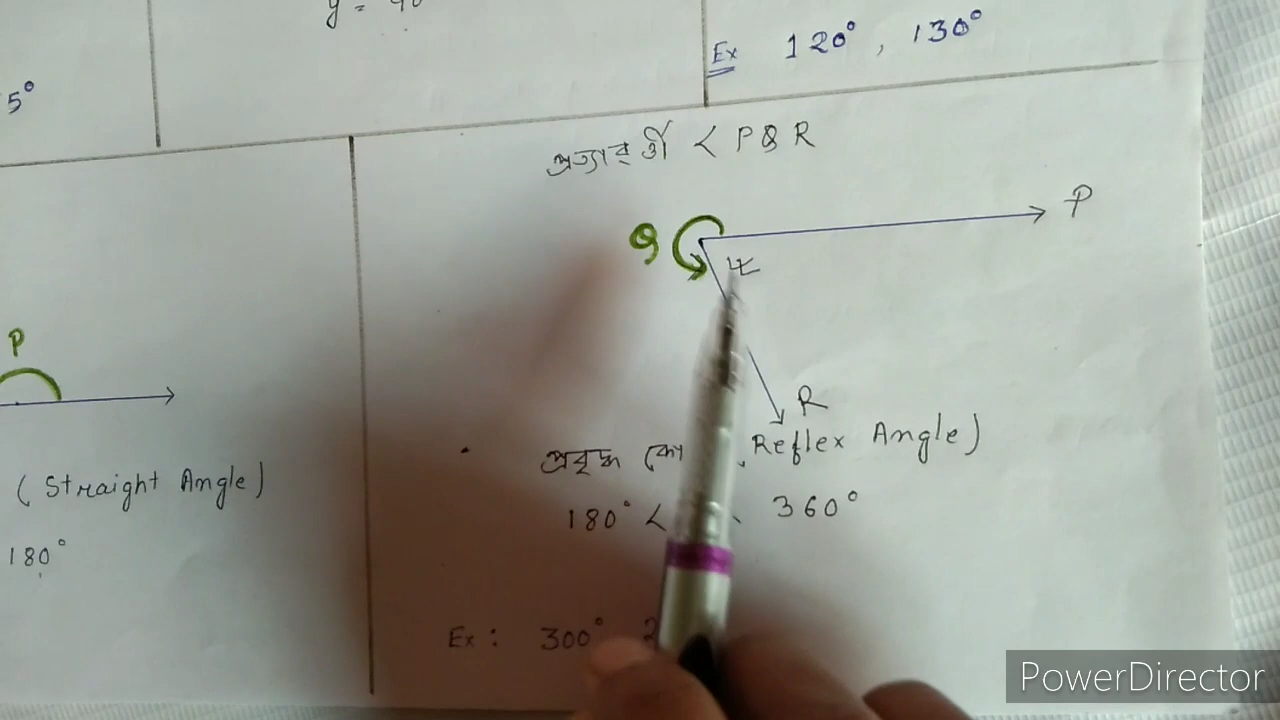 y = 90
Ex 120°, 130°
5°
প্রত্যাবর্তী < PQR
P
Q
x
R
P
(Straight Angle)
180°
প্রবৃদ্ধ Reflex Angle)
180° < 360°
Ex : 300°
PowerDirector